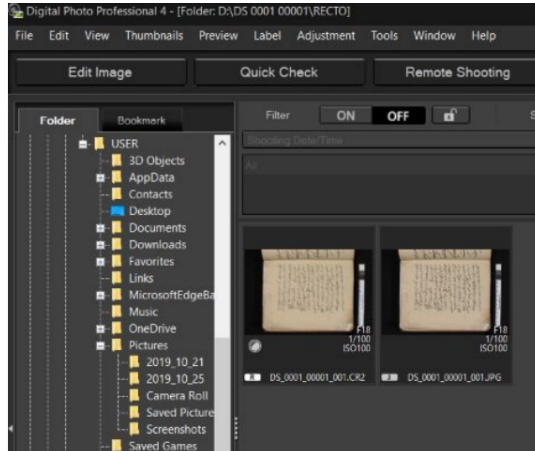 Digital Photo Professional 4 - [Folder: D:\DS 0001 00001\RECTO]
File Edit View Thumbnails Preview Label Adjustment Tools Window Help
Edit Image Quick Check Remote Shooting
Folder Bookmark
Filter ON OFF S
Shooting Date/Time
All
USER
3D Objects
AppData
Contacts
Desktop
Documents
Downloads
Favorites
Links
MicrosoftEdgeBa
Music
OneDrive
Pictures
2019_10_21
2019_10_25
Camera Roll
Saved Picture
Screenshots
Saved Games
F18
1/100
ISO100
DS_0001_00001_001.CR2
F18
1/100
ISO100
DS_0001_00001_001.JPG